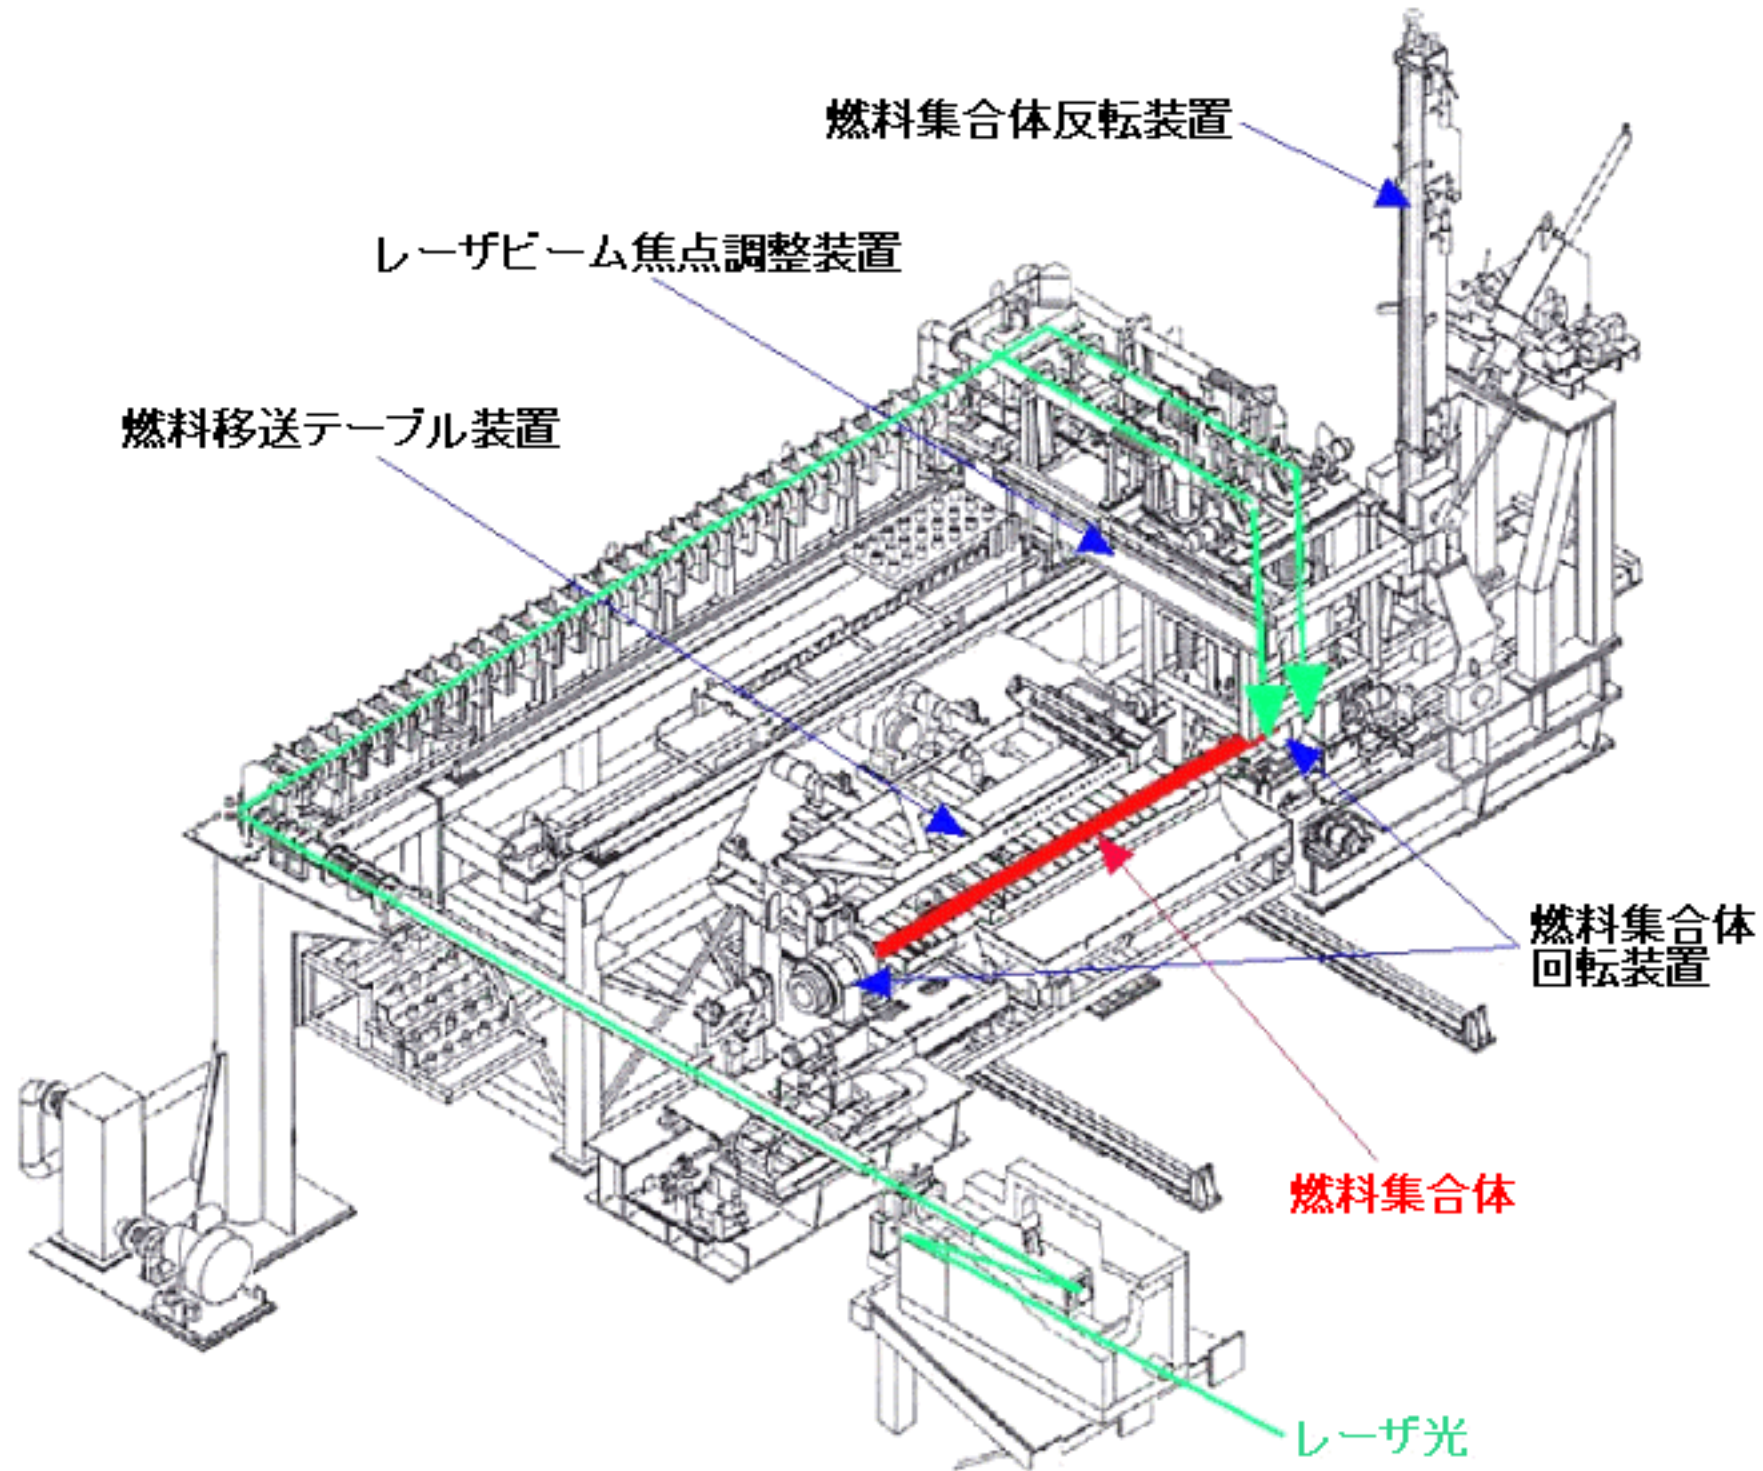 燃料集合体反転装置
レーザビーム焦点調整装置
燃料移送テーブル装置
燃料集合体
回転装置
燃料集合体
レーザ光